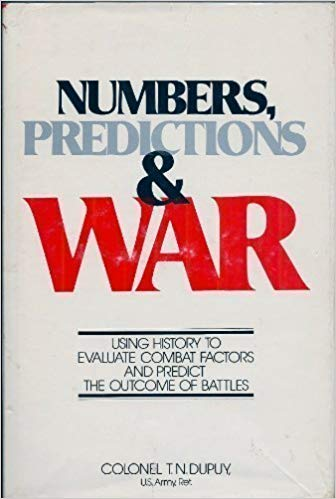 NUMBERS,
PREDICTIONS
&
WAR
USING HISTORY TO
EVALUATE COMBAT FACTORS
AND PREDICT
THE OUTCOME OF BATTLES
COLONEL T. N. DUPUY,
U.S. Army, Ret.